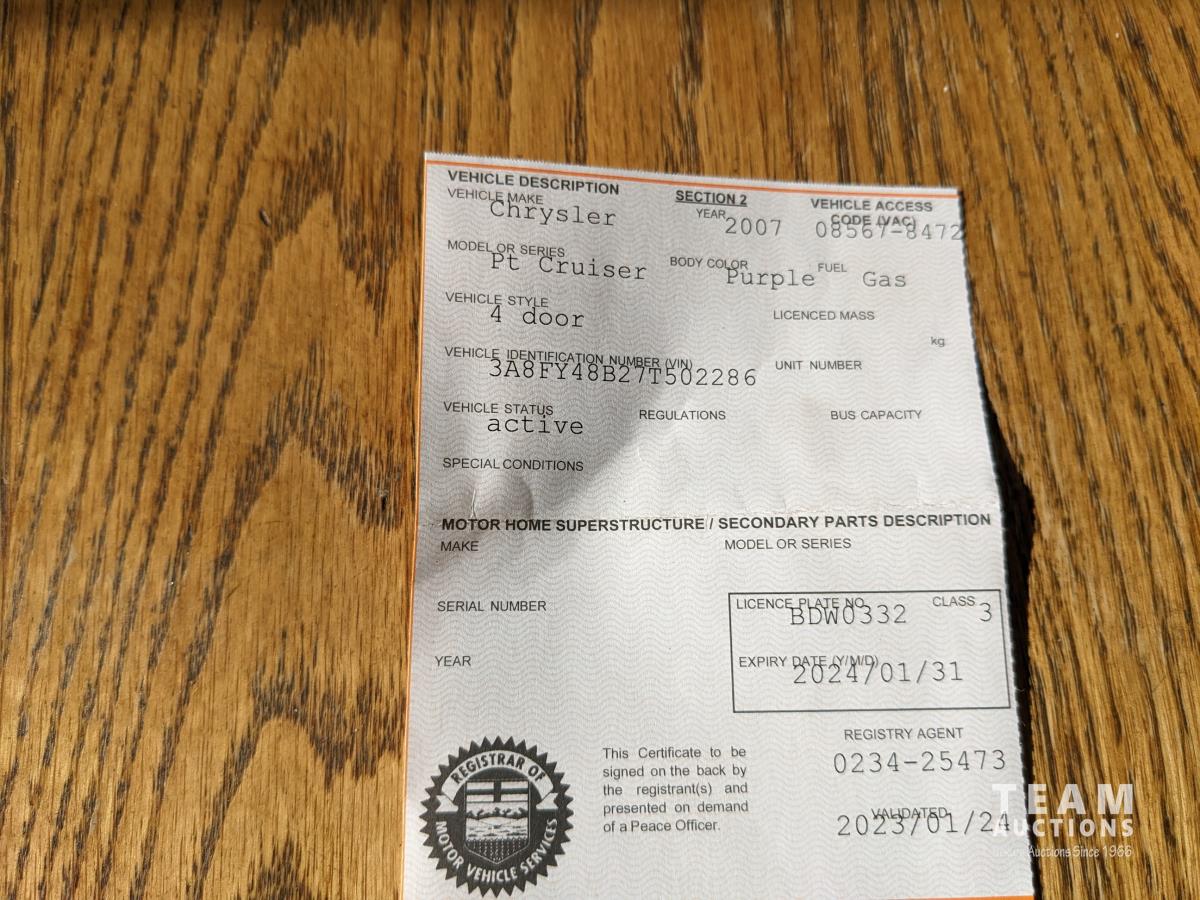 VEHICLE DESCRIPTION SECTION 2 VEHICLE ACCESS CODE (VAC)
VEHICLE MAKE YEAR
Chrysler 2007 08567-8472
MODEL OR SERIES BODY COLOR FUEL
Pt Cruiser Purple Gas
VEHICLE STYLE LICENCED MASS
4 door
kg
VEHICLE IDENTIFICATION NUMBER (VIN) UNIT NUMBER
3A8FY48B27T502286
VEHICLE STATUS REGULATIONS BUS CAPACITY
active
SPECIAL CONDITIONS
MOTOR HOME SUPERSTRUCTURE / SECONDARY PARTS DESCRIPTION
MAKE MODEL OR SERIES
SERIAL NUMBER LICENCE PLATE NO. CLASS
BDW0332 3
YEAR EXPIRY DATE (Y/M/D)
2024/01/31
REGISTRY AGENT
0234-25473
VALIDATED
2023/01/24
REGISTRAR OF
MOTOR VEHICLE SERVICES
This Certificate to be
signed on the back by
the registrant(s) and
presented on demand
of a Peace Officer.
TEAM
AUCTIONS
Auctions Since 1966